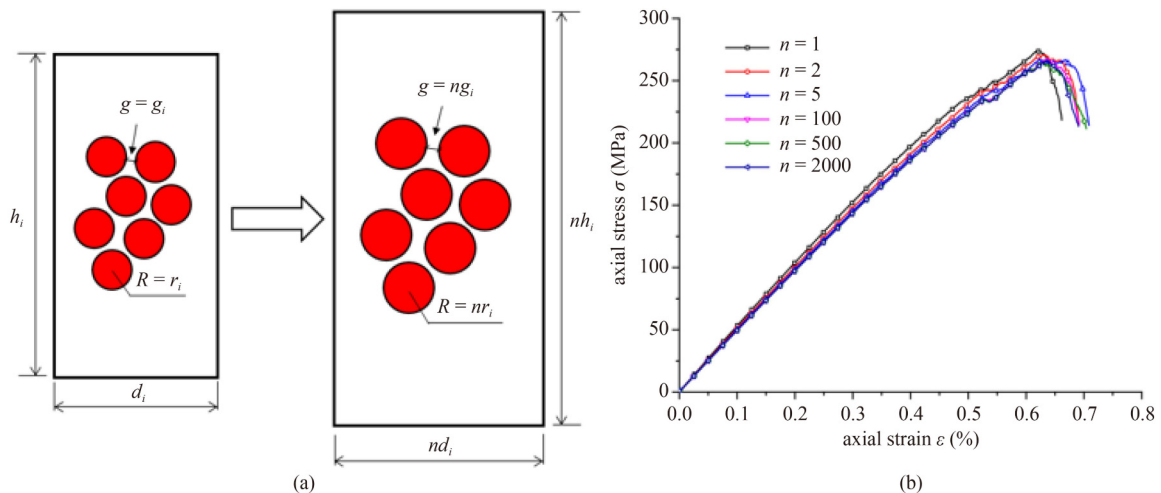 g = g_i
h_i
R = r_i
d_i
g = ng_i
nh_i
R = nr_i
nd_i
(a)
300
250
200
150
100
50
0
axial stress σ (MPa)
n = 1
n = 2
n = 5
n = 100
n = 500
n = 2000
0.0 0.1 0.2 0.3 0.4 0.5 0.6 0.7 0.8
axial strain ε (%)
(b)